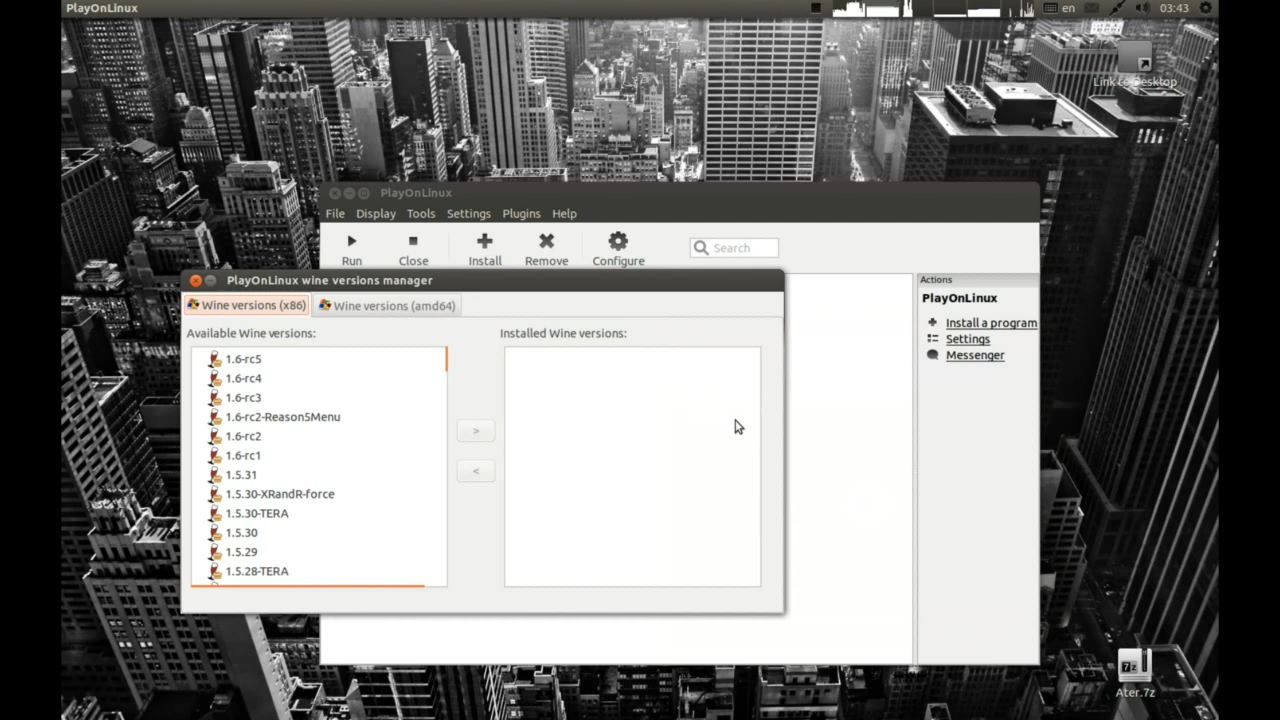 PlayOnLinux
en
03:43
Link to Desktop
PlayOnLinux
File Display Tools Settings Plugins Help
Run Close Install Remove Configure
Search
PlayOnLinux wine versions manager
Wine versions (x86) Wine versions (amd64)
Available Wine versions:
1.6-rc5
1.6-rc4
1.6-rc3
1.6-rc2-Reason5Menu
1.6-rc2
1.6-rc1
1.5.31
1.5.30-XRandR-force
1.5.30-TERA
1.5.30
1.5.29
1.5.28-TERA
>
<
Installed Wine versions:
Actions
PlayOnLinux
Install a program
Settings
Messenger
7z
Ater.7z